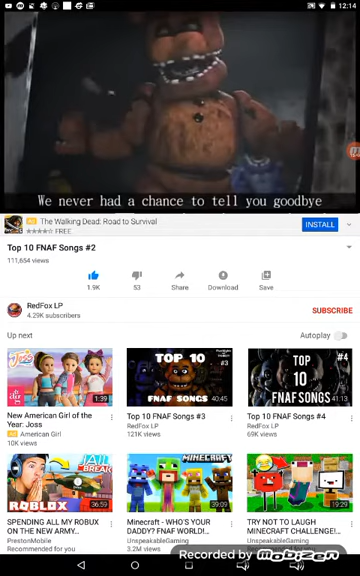 12:14
We never had a chance to tell you goodbye
Ad The Walking Dead: Road to Survival
FREE
INSTALL
Top 10 FNAF Songs #2
111,654 views
1.9K
53
Share
Download
Save
RedFox LP
4.29K subscribers
SUBSCRIBE
Up next
Autoplay
Joss
1:39
TOP 10
#3
FNAF SONGS
40:45
#4
TOP
10
FNAF SONGS
41:13
New American Girl of the
Year: Joss
Ad American Girl
10K views
Top 10 FNAF Songs #3
RedFox LP
121K views
Top 10 FNAF Songs #4
RedFox LP
69K views
JAIL
BREAK
ROBLOX
36:59
MINECRAFT
39:09
19:29
SPENDING ALL MY ROBUX
ON THE NEW ARMY...
PrestonMobile
Recommended for you
Minecraft - WHO'S YOUR
DADDY? FNAF WORLD!...
UnspeakableGaming
3.2M views
TRY NOT TO LAUGH
MINECRAFT CHALLENGE...
UnspeakableGaming
Recorded by
mobizen